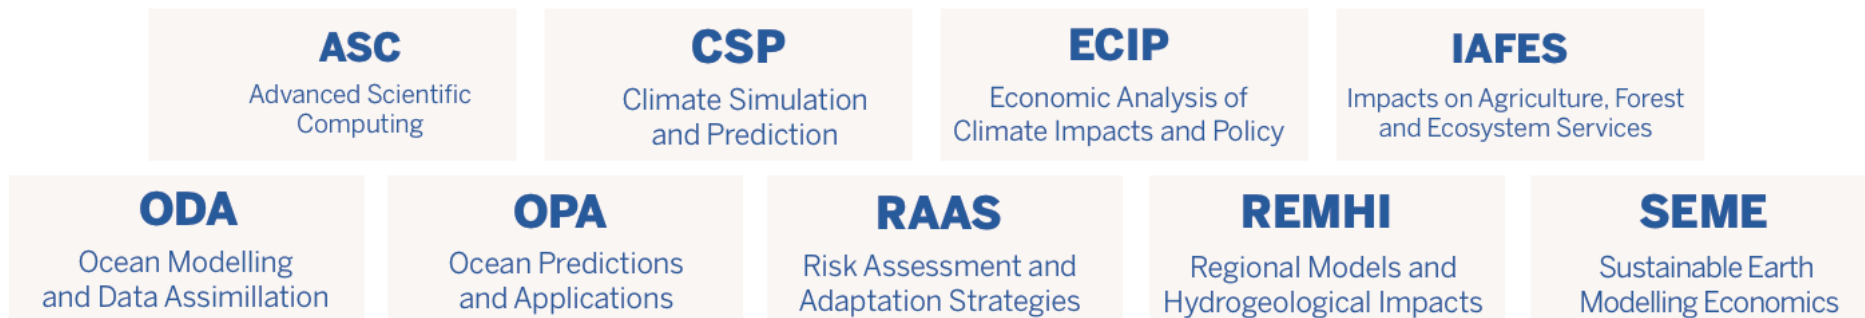 ASC
Advanced Scientific
Computing
CSP
Climate Simulation
and Prediction
ECIP
Economic Analysis of
Climate Impacts and Policy
IAFES
Impacts on Agriculture, Forest
and Ecosystem Services
ODA
Ocean Modelling
and Data Assimillation
OPA
Ocean Predictions
and Applications
RAAS
Risk Assessment and
Adaptation Strategies
REMHI
Regional Models and
Hydrogeological Impacts
SEME
Sustainable Earth
Modelling Economics